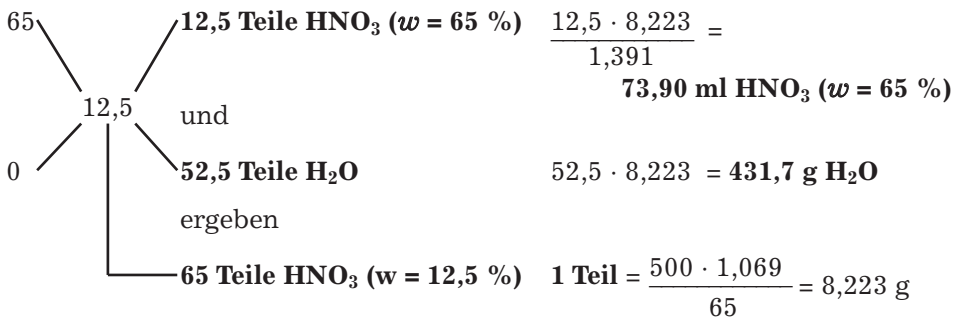 65 12,5 Teile HNO₃ (w = 65 %) 12,5 · 8,223 / 1,391 =
73,90 ml HNO₃ (w = 65 %)
12,5
und
0 52,5 Teile H₂O 52,5 · 8,223 = 431,7 g H₂O
ergeben
65 Teile HNO₃ (w = 12,5 %) 1 Teil = 500 · 1,069 / 65 = 8,223 g